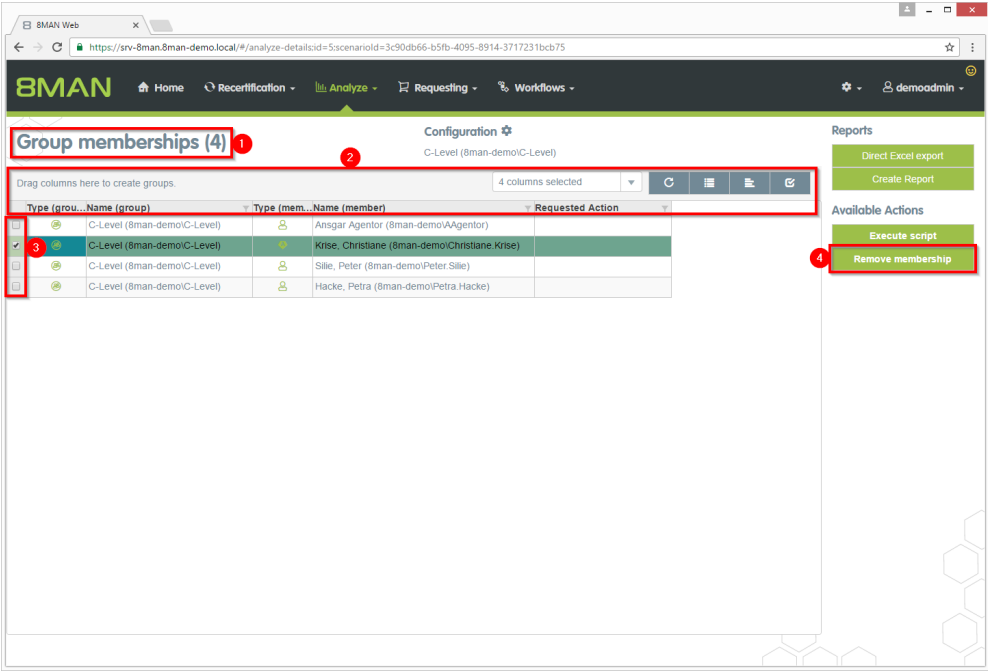 8MAN Web
https://srv-8man.8man-demo.local/#/analyze-details;id=5;scenarioId=3c90db66-b5fb-4095-8914-3717231bcb75
8MAN Home Recertification Analyze Requesting Workflows demoadmin
Group memberships (4) 1
Configuration
C-Level (8man-demo\C-Level)
Reports
Direct Excel export
Create Report
2
Drag columns here to create groups. 4 columns selected
Type (grou... Name (group) Type (mem... Name (member) Requested Action
C-Level (8man-demo\C-Level) Ansgar Agentor (8man-demo\AAgentor)
3 C-Level (8man-demo\C-Level) Krise, Christiane (8man-demo\Christiane.Krise)
C-Level (8man-demo\C-Level) Silie, Peter (8man-demo\Peter.Silie)
C-Level (8man-demo\C-Level) Hacke, Petra (8man-demo\Petra.Hacke)
Available Actions
Execute script
4 Remove membership